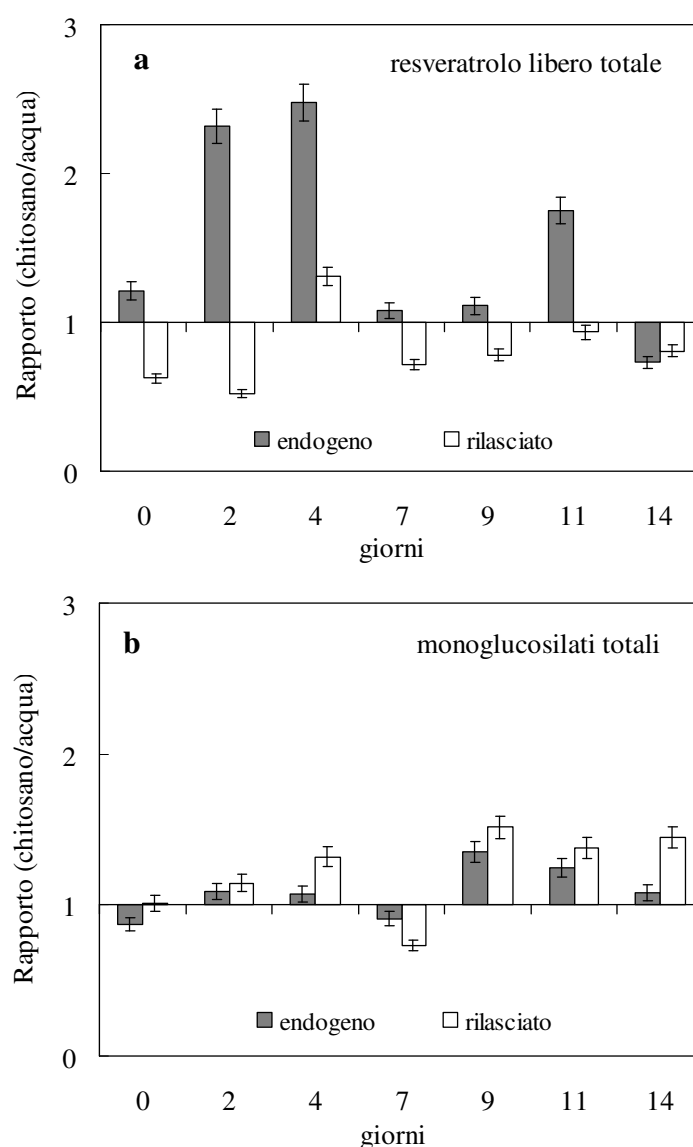 3
a resveratrolo libero totale
2
Rapporto (chitosano/acqua)
1
endogeno rilasciato
0
0 2 4 7 9 11 14
giorni
3
b monoglucosilati totali
2
Rapporto (chitosano/acqua)
1
endogeno rilasciato
0
0 2 4 7 9 11 14
giorni